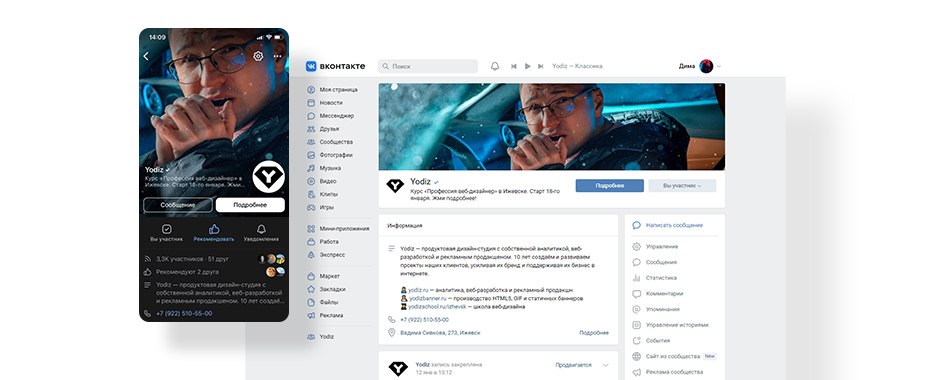 14:09
Yodiz
Курс «Профессия веб-дизайнер» в
Ижевске. Старт 18-го января. Жми...
Сообщение
Подробнее
Вы участник
Рекомендовать
Уведомления
3,3K участников · 51 друг
Рекомендуют 2 друга
Yodiz — продуктовая дизайн-студия с
собственной аналитикой, веб-разработкой
и рекламным продакшеном. 10 лет создаё...
+7 (922) 510-55-00
вконтакте
Поиск
Yodiz — Классика
Дима
Моя страница
Новости
Мессенджер
Друзья
Сообщества
Фотографии
Музыка
Видео
Клипы
Игры
Мини-приложения
Работа
Экспресс
Маркет
Закладки
Файлы
Реклама
Yodiz
Yodiz
Курс «Профессия веб-дизайнер» в Ижевске. Старт 18-го
января. Жми подробнее!
Подробнее
Вы участник
Информация
Yodiz — продуктовая дизайн-студия с собственной аналитикой, веб-
разработкой и рекламным продакшеном. 10 лет создаём и развиваем
проекты наших клиентов, усиливая их бренд и поддерживая их бизнес в
интернете.
yodiz.ru — аналитика, веб-разработка и рекламный продакшн
yodizbanner.ru — производство HTML5, GIF и статичных баннеров
yodizschool.ru/izhevsk — школа веб-дизайна
+7 (922) 510-55-00
Вадима Сивкова, 273, Ижевск
Подробнее
Yodiz запись закреплена
12 янв в 13:12
Продвигается
Написать сообщение
Управление
Сообщения
Статистика
Комментарии
Упоминания
Управление историями
События
Сайт из сообщества New
Реклама сообщества